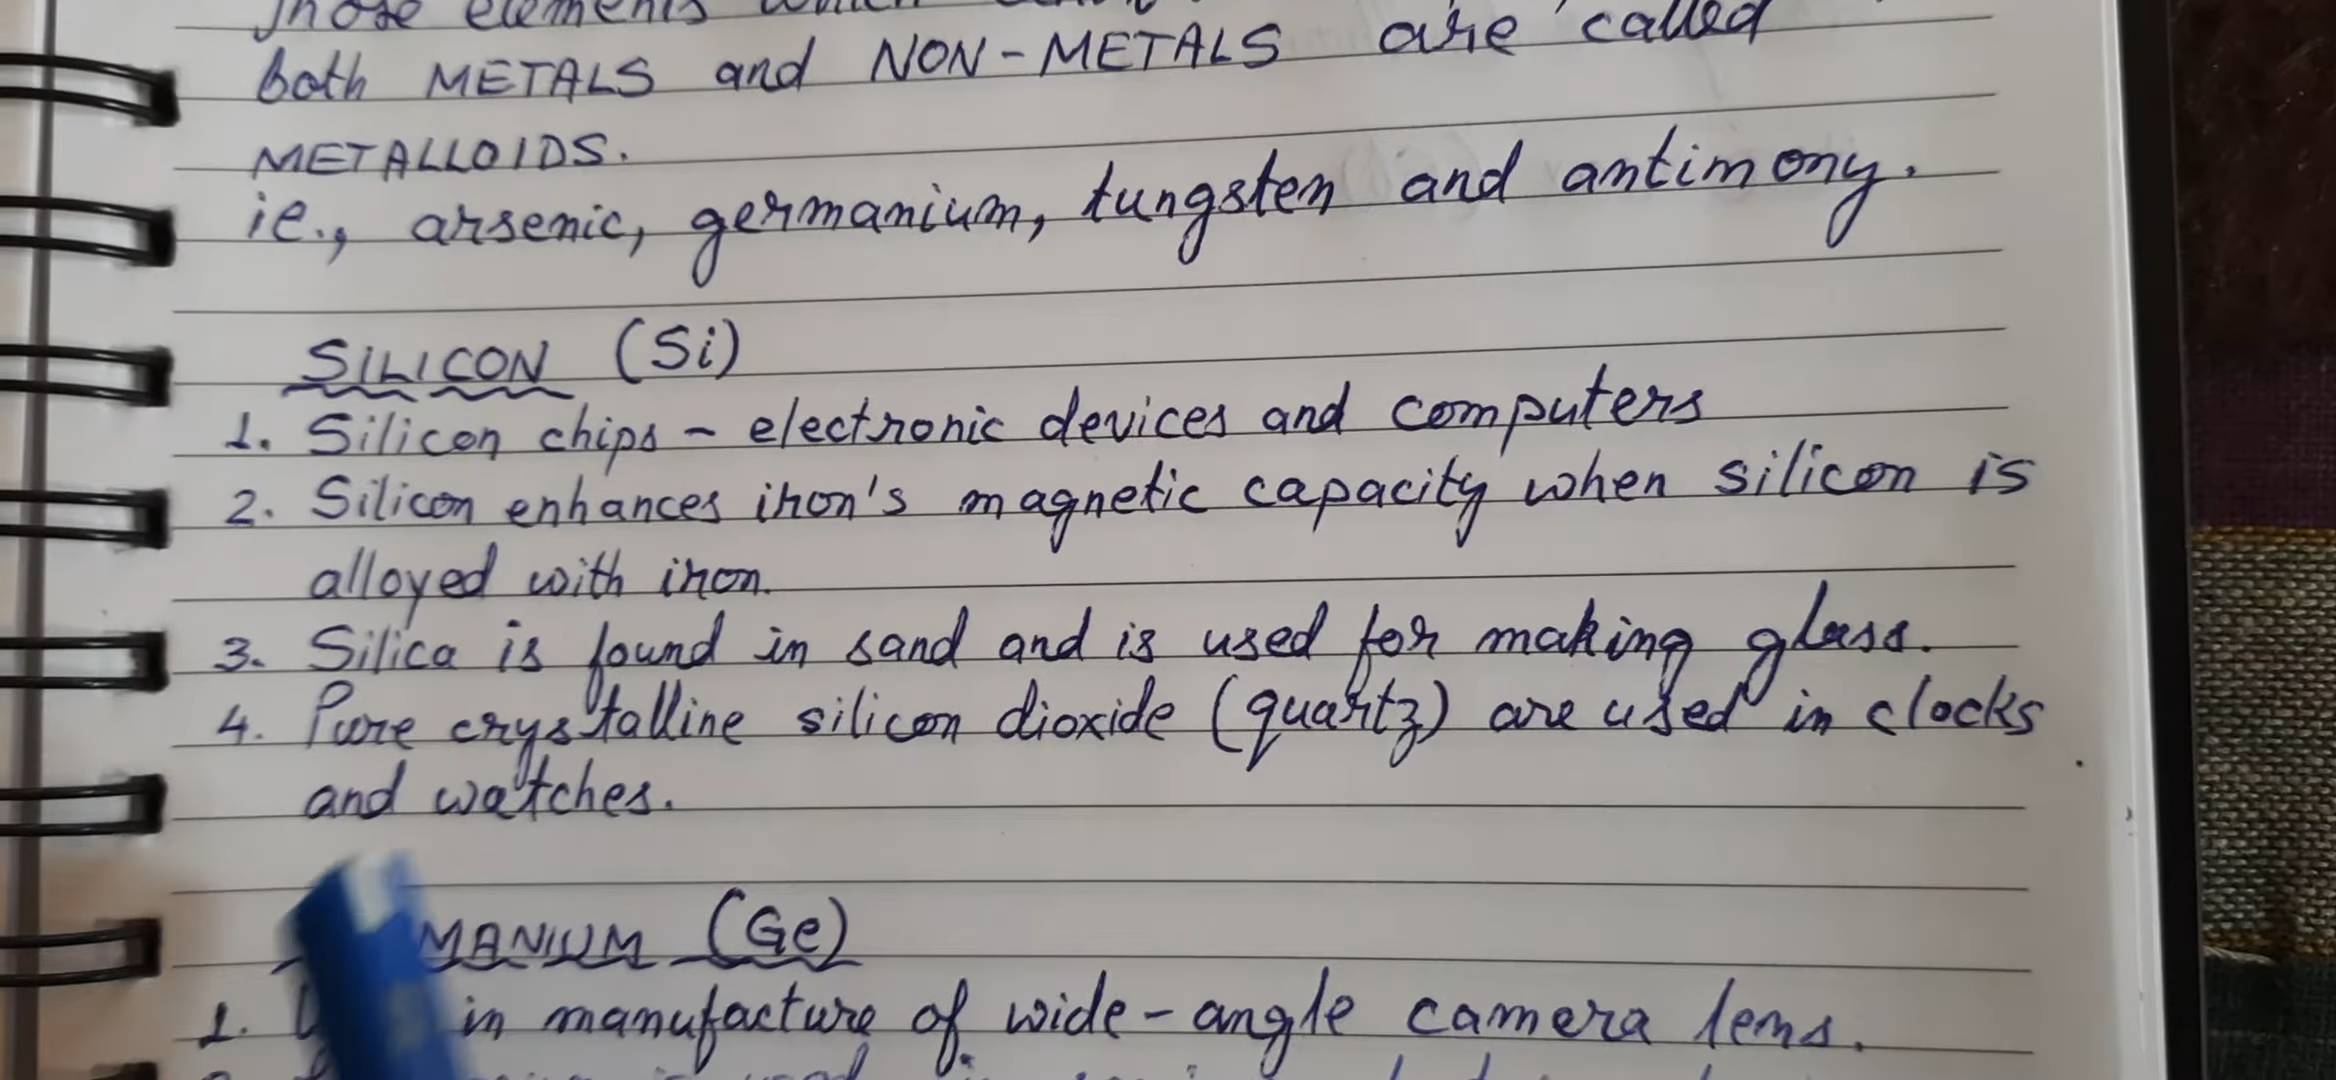 Those elements which
both METALS and NON-METALS are called
METALLOIDS.
ie., arsenic, germanium, tungsten and antimony.
SILICON (Si)
1. Silicon chips - electronic devices and computers
2. Silicon enhances iron's magnetic capacity when silicon is
alloyed with iron.
3. Silica is found in sand and is used for making glass.
4. Pure crystalline silicon dioxide (quartz) are used in clocks
and watches.
MANIUM (Ge)
1. in manufacture of wide-angle camera lens.